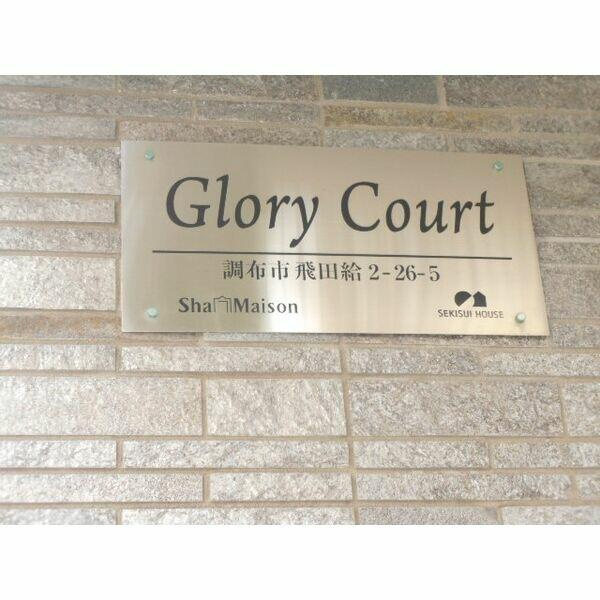 Glory Court
調布市飛田給2-26-5
Sha Maison
SEKISUI HOUSE